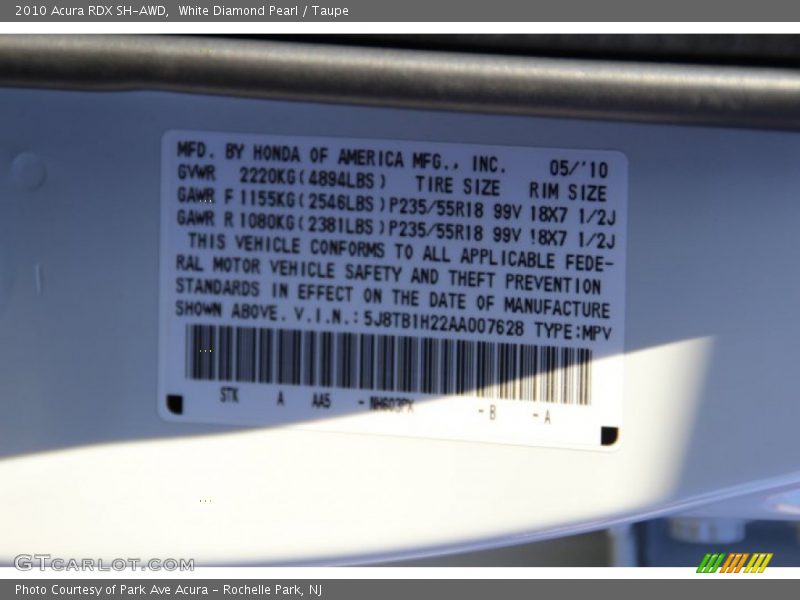 2010 Acura RDX SH-AWD,  White Diamond Pearl / Taupe
MFD. BY HONDA OF AMERICA MFG., INC. 05/'10
GVWR 2220KG(4894LBS) TIRE SIZE RIM SIZE
GAWR F 1155KG(2546LBS)P235/55R18 99V 18X7 1/2J
GAWR R 1080KG(2381LBS)P235/55R18 99V 18X7 1/2J
THIS VEHICLE CONFORMS TO ALL APPLICABLE FEDE-
RAL MOTOR VEHICLE SAFETY AND THEFT PREVENTION
STANDARDS IN EFFECT ON THE DATE OF MANUFACTURE
SHOWN ABOVE. V.I.N.:5J8TB1H22AA007628 TYPE:MPV
STK A AA5 - NH603PX - B - A
GTCARLOT.COM
Photo Courtesy of Park Ave Acura - Rochelle Park, NJ